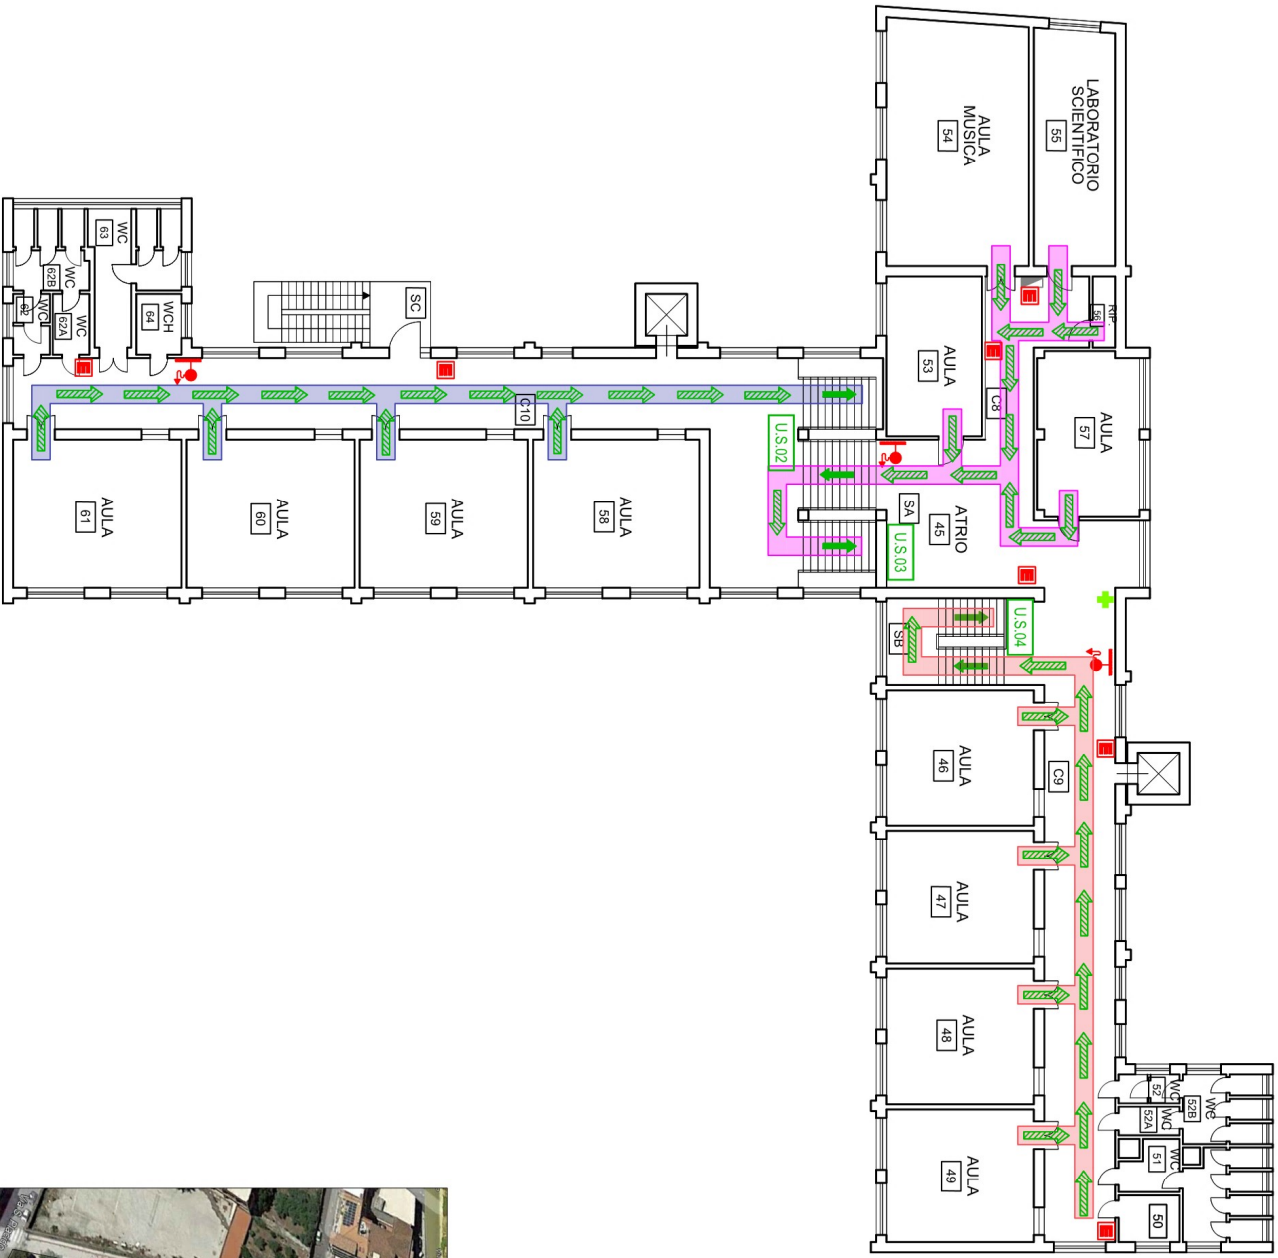 LABORATORIO
SCIENTIFICO
55
AULA
MUSICA
54
RIP.
56
AULA
53
C8
AULA
57
ATRIO
45
SA
U.S.02
U.S.03
U.S.04
SB
WC
63
WC
62B
WC
62
WC
62A
WCH
64
SC
C10
AULA
61
AULA
60
AULA
59
AULA
58
AULA
46
C9
AULA
47
AULA
48
AULA
49
WC
52
WC
52B
WC
52A
WC
51
50